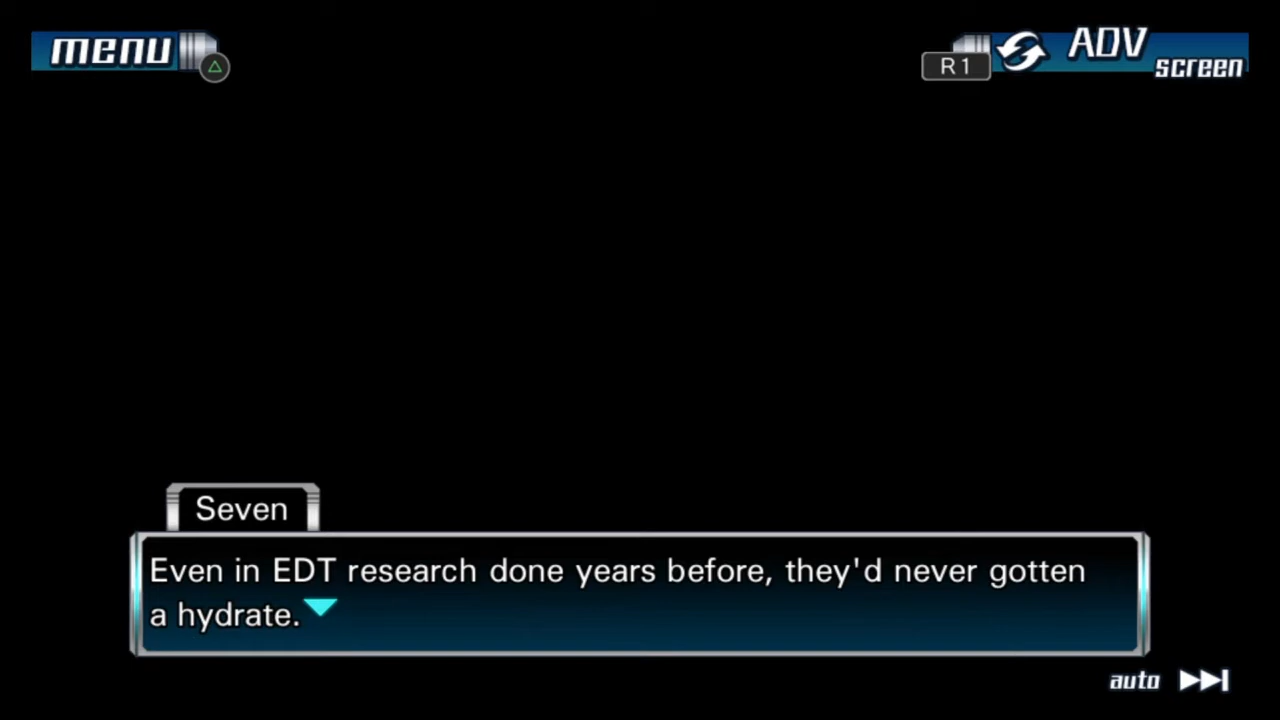 menu
R1
ADV
screen
Seven
Even in EDT research done years before, they'd never gotten
a hydrate.
auto